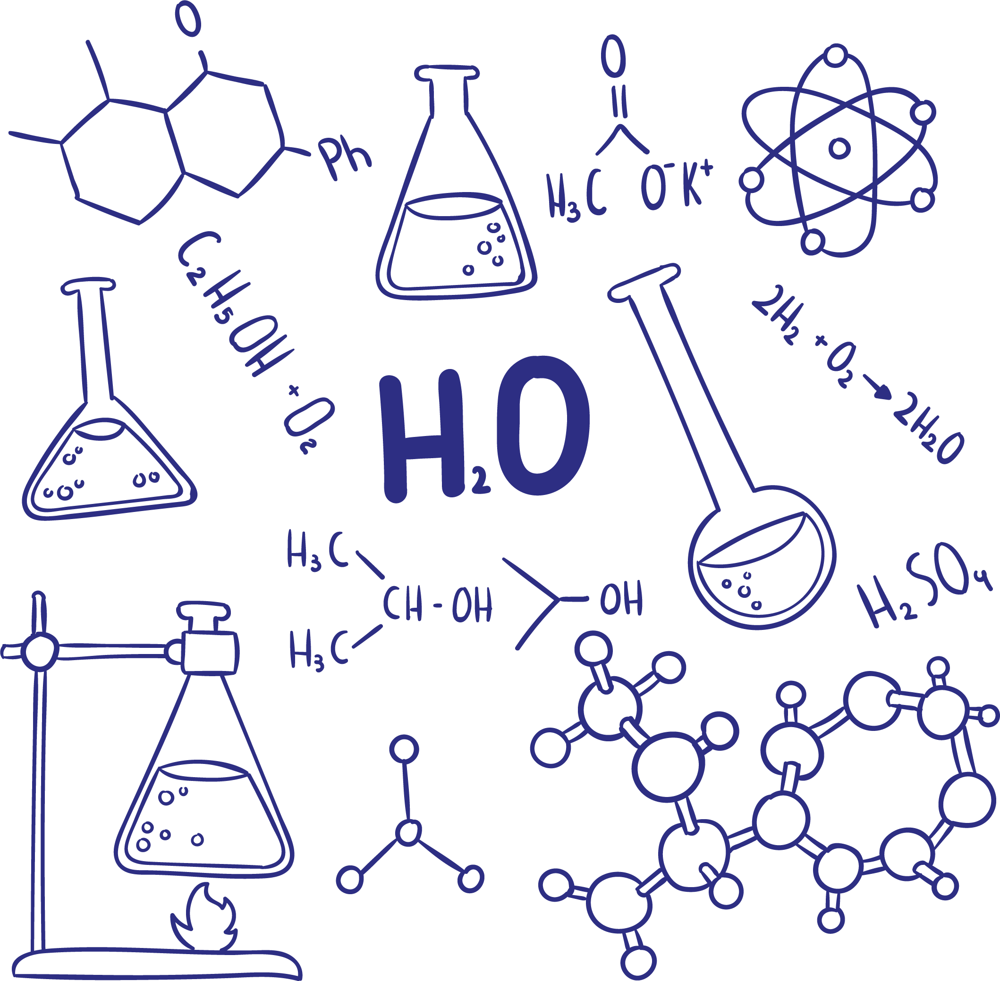 O
Ph
O
H₃C O⁻K⁺
C₂H₅OH + O₂
2H₂ + O₂ → 2H₂O
H₂O
H₃C
CH-OH
H₃C
OH
H₂SO₄